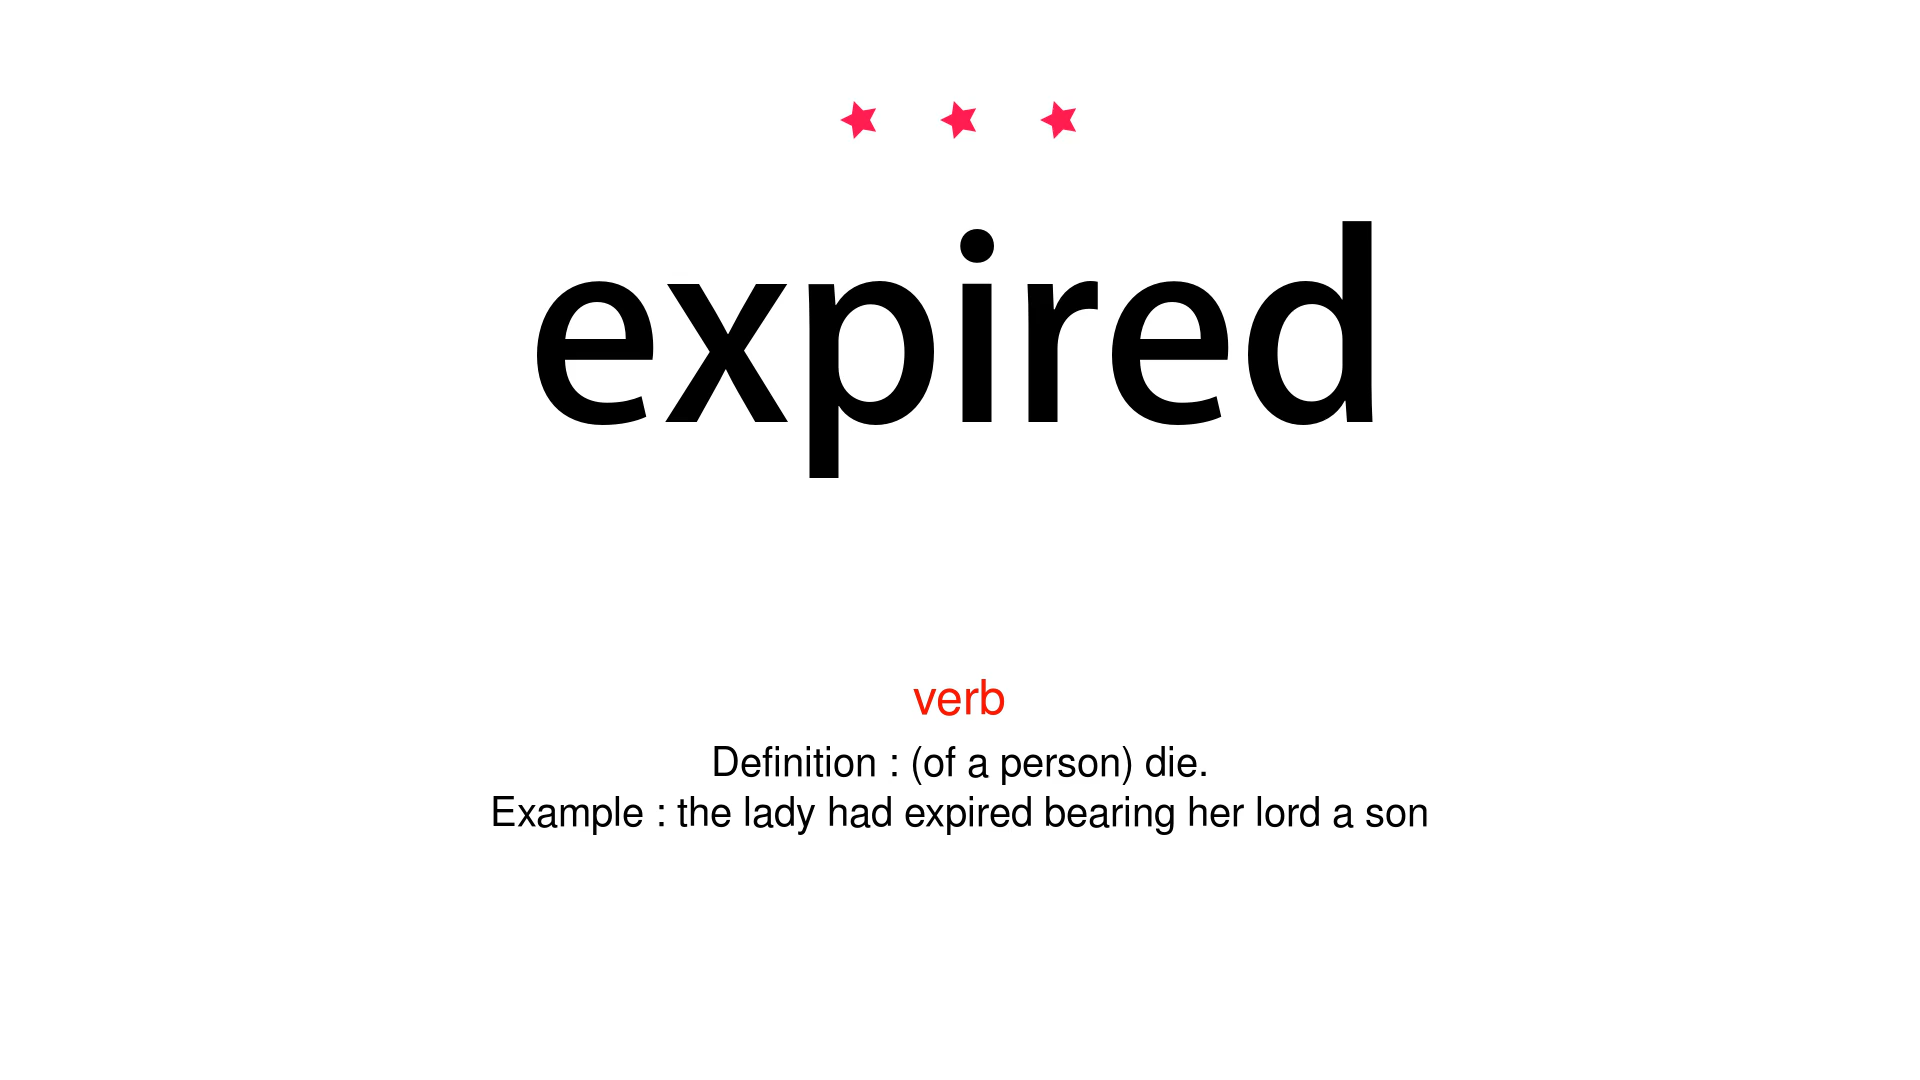 expired
verb
Definition : (of a person) die.
Example : the lady had expired bearing her lord a son